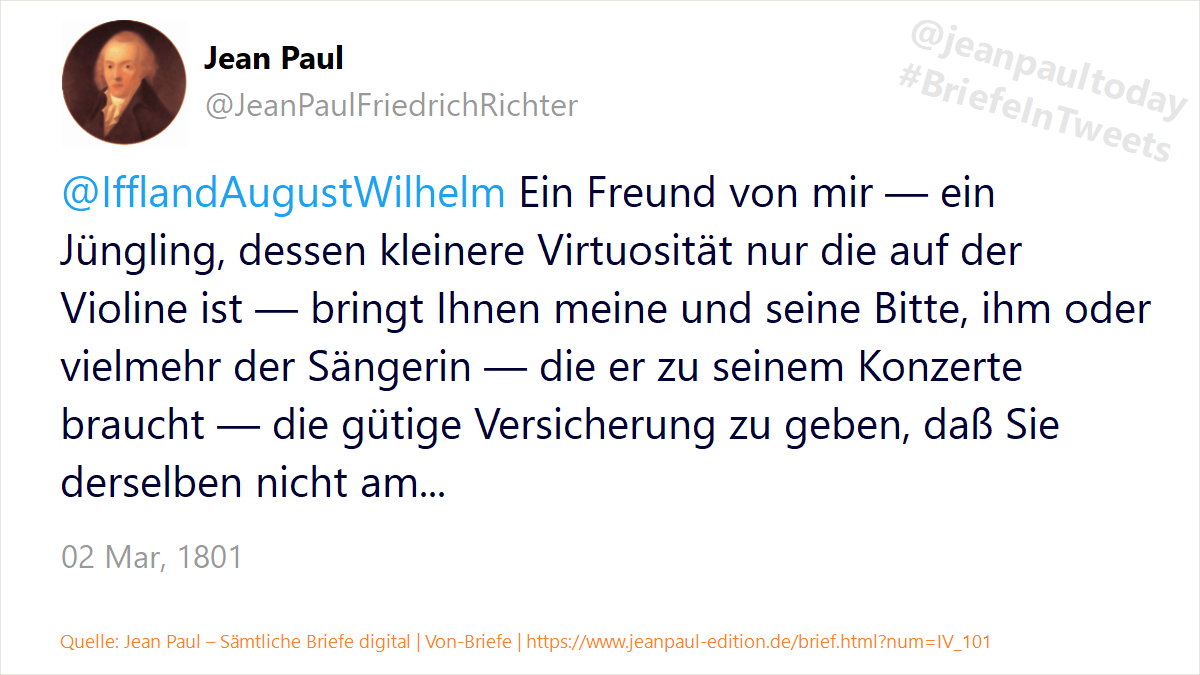 Jean Paul
@JeanPaulFriedrichRichter
@jeanpaultoday
#BriefeInTweets
@IfflandAugustWilhelm Ein Freund von mir — ein
Jüngling, dessen kleinere Virtuosität nur die auf der
Violine ist — bringt Ihnen meine und seine Bitte, ihm oder
vielmehr der Sängerin — die er zu seinem Konzerte
braucht — die gütige Versicherung zu geben, daß Sie
derselben nicht am...
02 Mar, 1801
Quelle: Jean Paul – Sämtliche Briefe digital | Von-Briefe | https://www.jeanpaul-edition.de/brief.html?num=IV_101